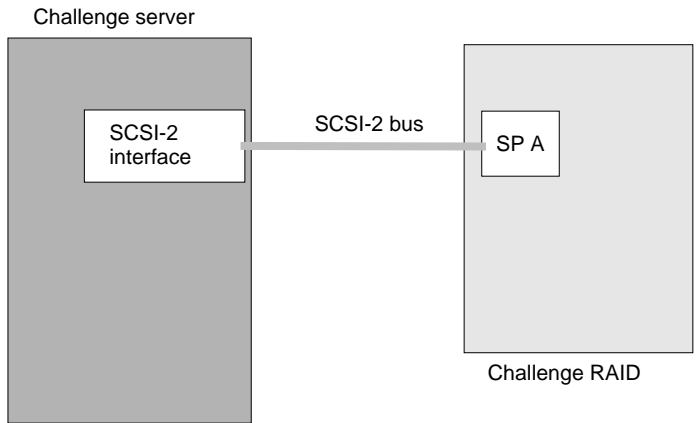 Challenge server
SCSI-2
interface
SCSI-2 bus
SP A
Challenge RAID